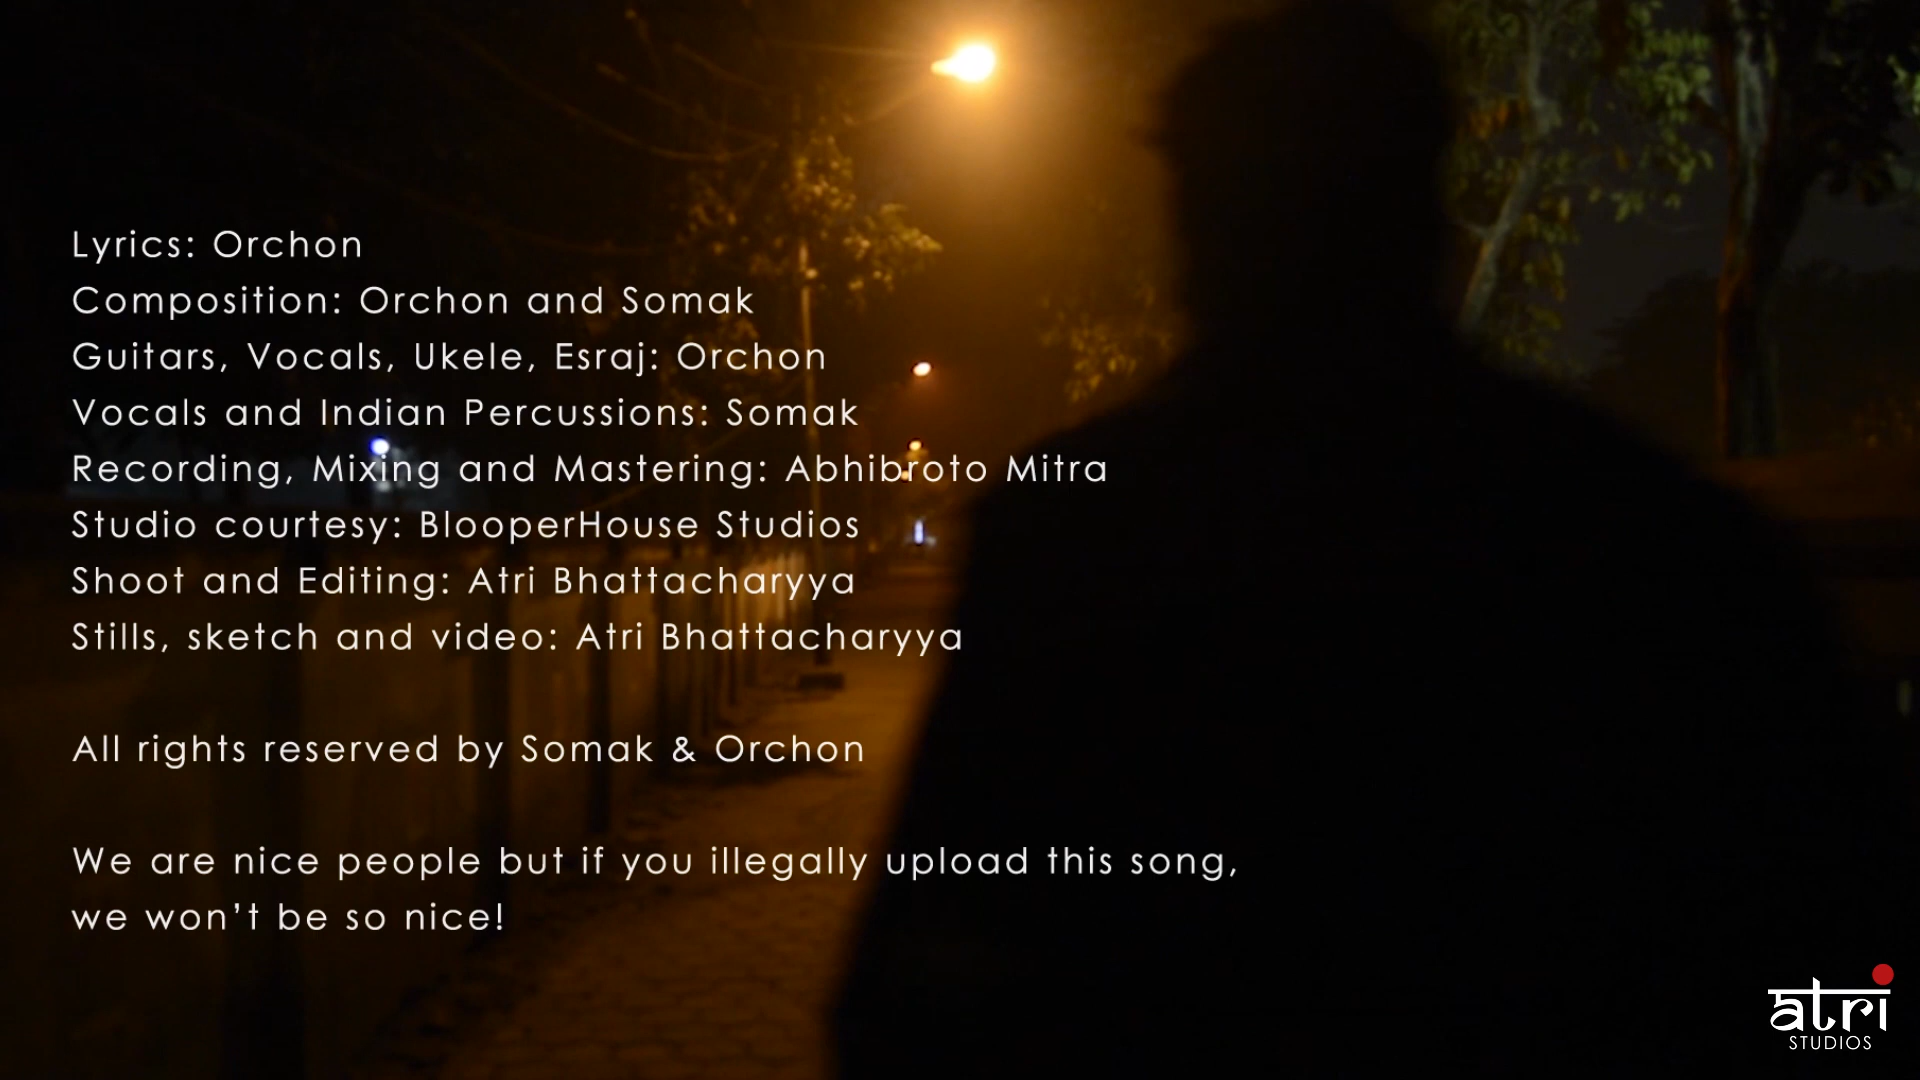 Lyrics: Orchon
Composition: Orchon and Somak
Guitars, Vocals, Ukele, Esraj: Orchon
Vocals and Indian Percussions: Somak
Recording, Mixing and Mastering: Abhibroto Mitra
Studio courtesy: BlooperHouse Studios
Shoot and Editing: Atri Bhattacharyya
Stills, sketch and video: Atri Bhattacharyya
All rights reserved by Somak & Orchon
We are nice people but if you illegally upload this song,
we won’t be so nice!
atri
STUDIOS